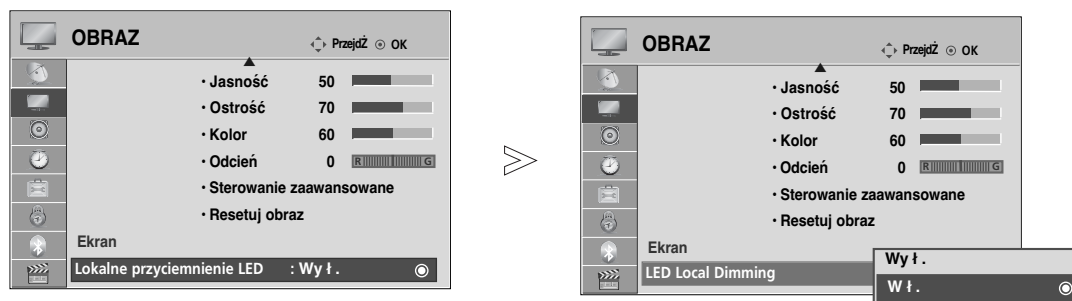 OBRAZ
PrzejdŹ OK
· Jasność 50
· Ostrość 70
· Kolor 60
· Odcień 0 R G
· Sterowanie zaawansowane
· Resetuj obraz
Ekran
Lokalne przyciemnienie LED : Wy ł .
OBRAZ
PrzejdŹ OK
· Jasność 50
· Ostrość 70
· Kolor 60
· Odcień 0 R G
· Sterowanie zaawansowane
· Resetuj obraz
Ekran
LED Local Dimming
Wy ł .
W ł .